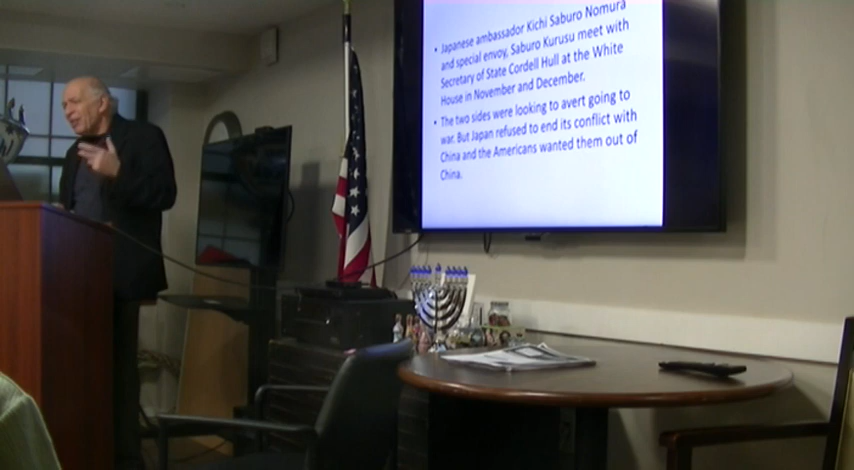 • Japanese ambassador Kichi Saburo Nomura
and special envoy, Saburo Kurusu meet with
Secretary of State Cordell Hull at the White
House in November and December.
• The two sides were looking to avert going to
war. But Japan refused to end its conflict with
China and the Americans wanted them out of
China.